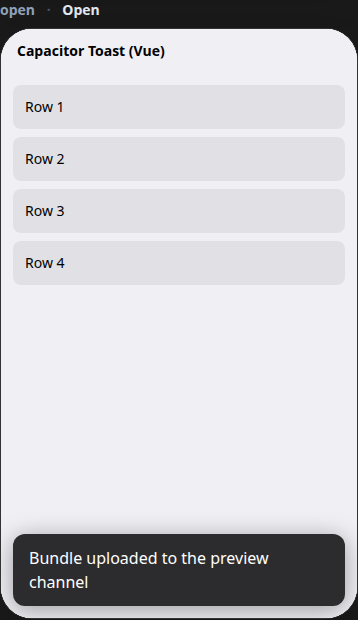 open · Open
Capacitor Toast (Vue)
Row 1
Row 2
Row 3
Row 4
Bundle uploaded to the preview
channel